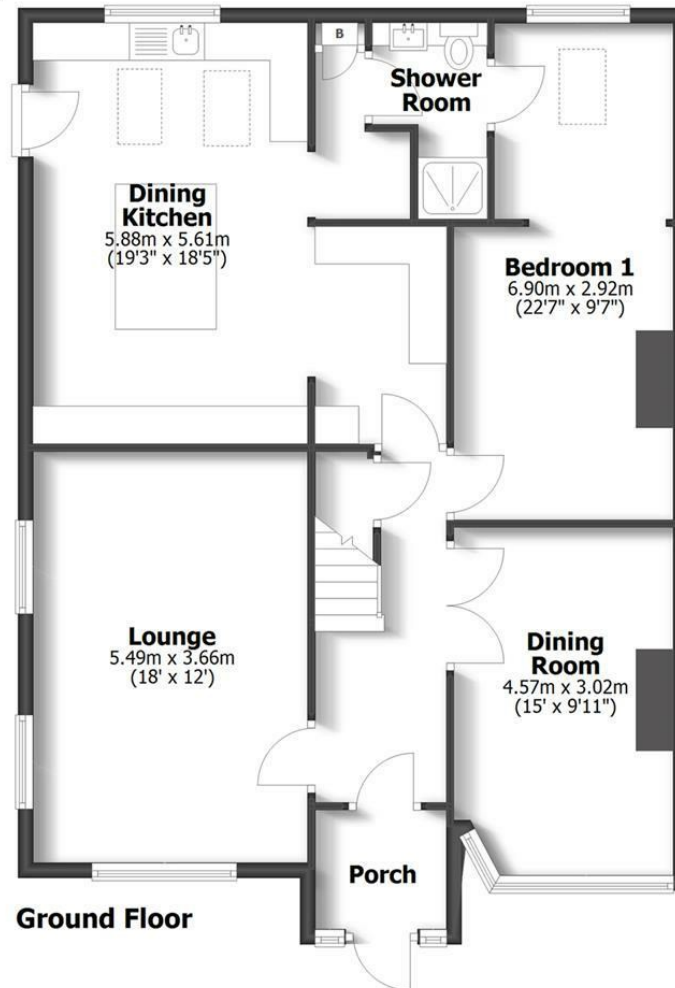 B
Shower
Room
Dining
Kitchen
5.88m x 5.61m
(19'3" x 18'5")
Bedroom 1
6.90m x 2.92m
(22'7" x 9'7")
Lounge
5.49m x 3.66m
(18' x 12')
Dining
Room
4.57m x 3.02m
(15' x 9'11")
Porch
Ground Floor